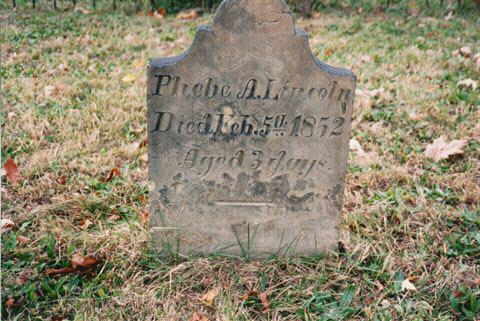 Phebe A. Lincoln
Died Feb. 5th 1852
Aged 3 days.